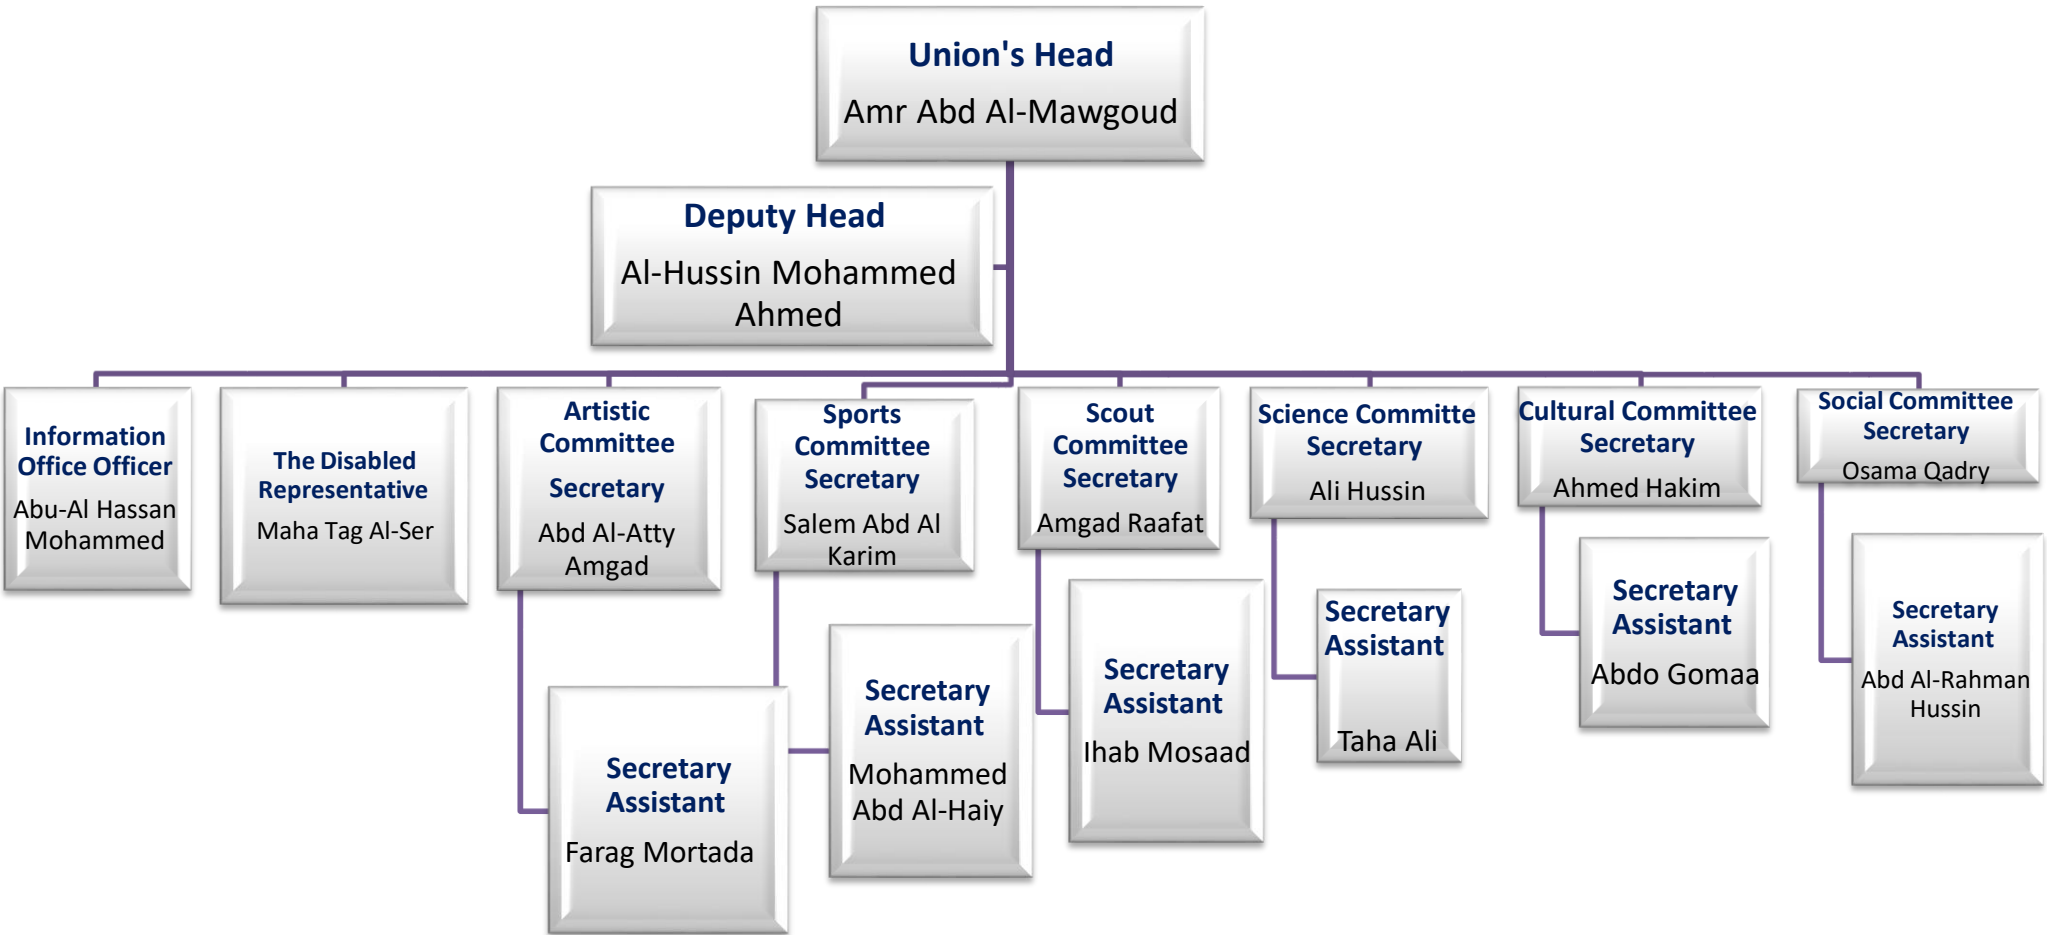 Union's Head
Amr Abd Al-Mawgoud
Deputy Head
Al-Hussin Mohammed
Ahmed
Information
Office Officer
Abu-Al Hassan
Mohammed
The Disabled
Representative
Maha Tag Al-Ser
Artistic
Committee
Secretary
Abd Al-Atty
Amgad
Sports
Committee
Secretary
Salem Abd Al
Karim
Scout
Committee
Secretary
Amgad Raafat
Science Committe
Secretary
Ali Hussin
Cultural Committee
Secretary
Ahmed Hakim
Social Committee
Secretary
Osama Qadry
Secretary
Assistant
Farag Mortada
Secretary
Assistant
Mohammed
Abd Al-Haiy
Secretary
Assistant
Ihab Mosaad
Secretary
Assistant
Taha Ali
Secretary
Assistant
Abdo Gomaa
Secretary
Assistant
Abd Al-Rahman
Hussin